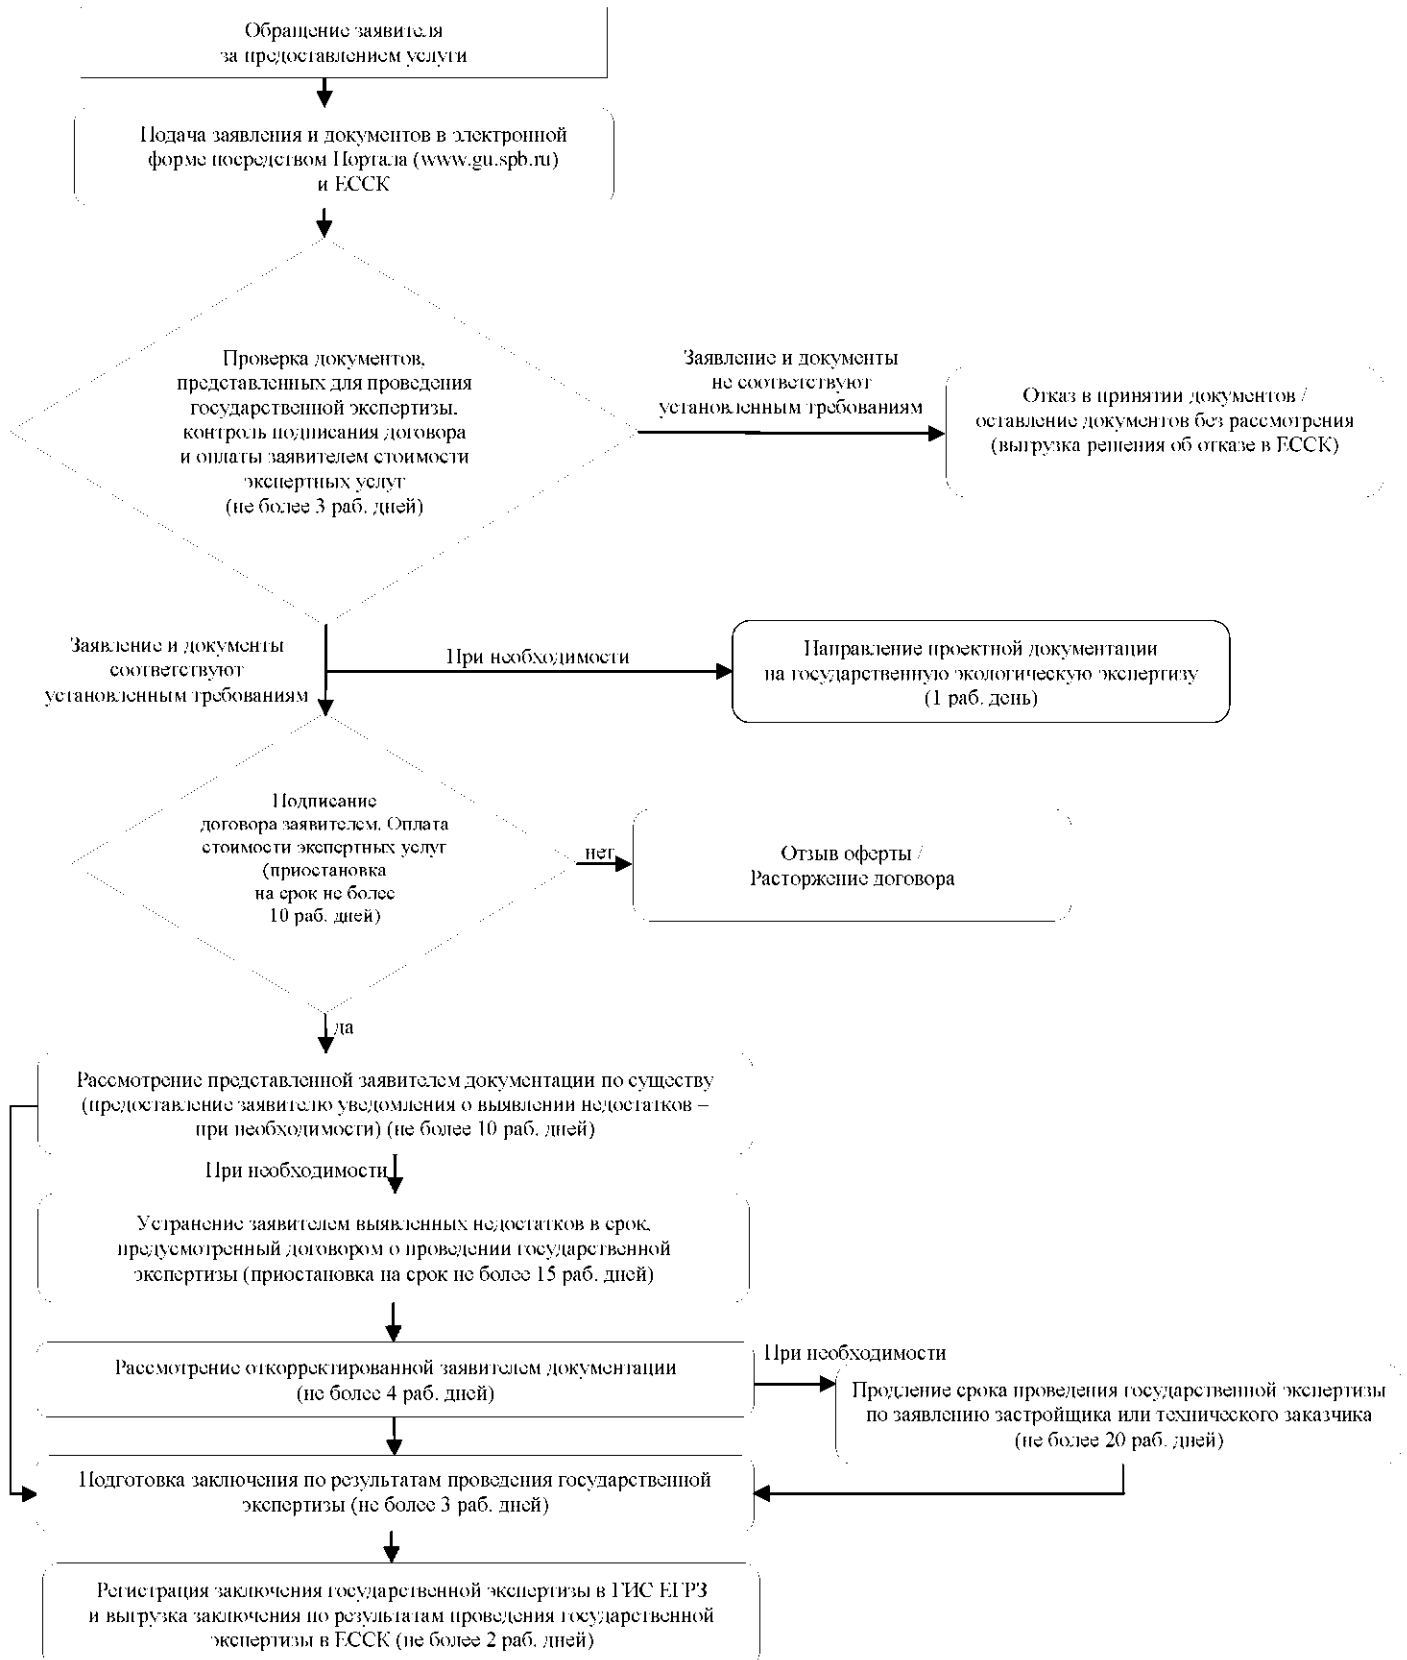 Обращение заявителя
за предоставлением услуги
Подача заявления и документов в электронной
форме посредством Портала (www.gu.spb.ru)
и ЕССК
Проверка документов,
представленных для проведения
государственной экспертизы.
контроль подписания договора
и оплаты заявителем стоимости
экспертных услуг
(не более 3 раб. дней)
Заявление и документы
не соответствуют
установленным требованиям
Отказ в принятии документов /
оставление документов без рассмотрения
(выгрузка решения об отказе в ЕССК)
Заявление и документы
соответствуют
установленным требованиям
При необходимости
Направление проектной документации
на государственную экологическую экспертизу
(1 раб. день)
Подписание
договора заявителем. Оплата
стоимости экспертных услуг
(приостановка
на срок не более
10 раб. дней)
нет
Отзыв оферты /
Расторжение договора
да
Рассмотрение представленной заявителем документации по существу
(предоставление заявителю уведомления о выявлении недостатков –
при необходимости) (не более 10 раб. дней)
При необходимости
Устранение заявителем выявленных недостатков в срок,
предусмотренный договором о проведении государственной
экспертизы (приостановка на срок не более 15 раб. дней)
Рассмотрение откорректированной заявителем документации
(не более 4 раб. дней)
При необходимости
Продление срока проведения государственной экспертизы
по заявлению застройщика или технического заказчика
(не более 20 раб. дней)
Подготовка заключения по результатам проведения государственной
экспертизы (не более 3 раб. дней)
Регистрация заключения государственной экспертизы в ГИС ЕГРЗ
и выгрузка заключения по результатам проведения государственной
экспертизы в ЕССК (не более 2 раб. дней)